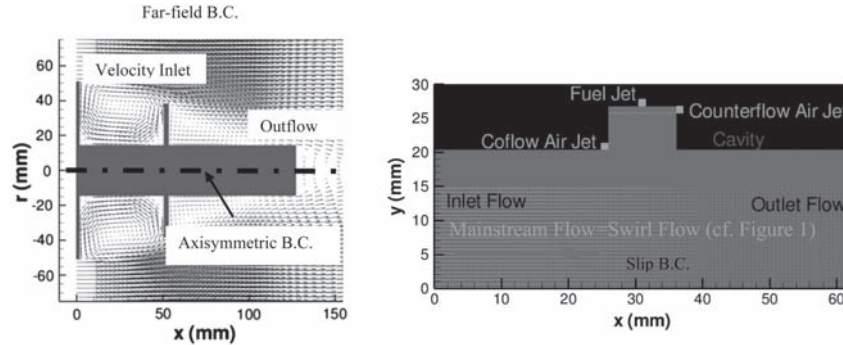 Far-field B.C.
Velocity Inlet
Outflow
Axisymmetric B.C.
r (mm)
60
40
20
0
-20
-40
-60
0
50
100
150
x (mm)
Fuel Jet
Counterflow Air Jet
Coflow Air Jet
Cavity
Inlet Flow
Outlet Flow
Mainstream Flow=Swirl Flow (cf. Figure 1)
Slip B.C.
y (mm)
30
25
20
15
10
5
0
0
10
20
30
40
50
60
x (mm)